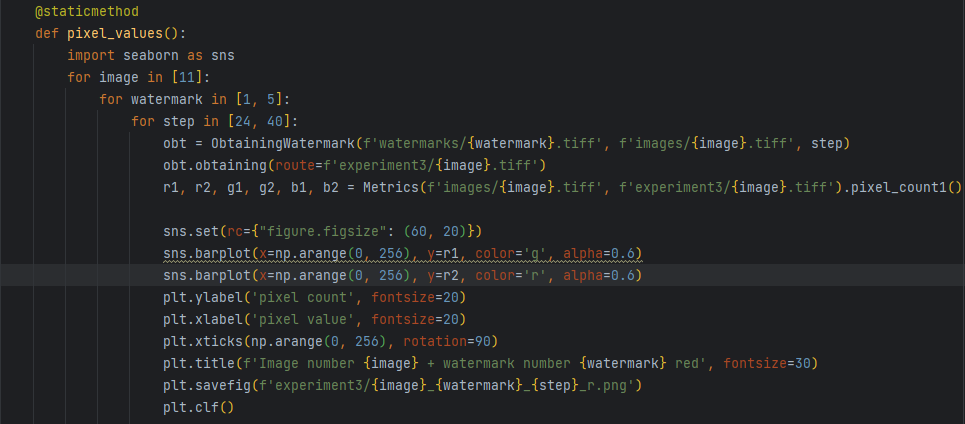 @staticmethod
def pixel_values():
import seaborn as sns
for image in [11]:
for watermark in [1, 5]:
for step in [24, 40]:
obt = ObtainingWatermark(f'watermarks/{watermark}.tiff', f'images/{image}.tiff', step)
obt.obtaining(route=f'experiment3/{image}.tiff')
r1, r2, g1, g2, b1, b2 = Metrics(f'images/{image}.tiff', f'experiment3/{image}.tiff').pixel_count1()
sns.set(rc={"figure.figsize": (60, 20)})
sns.barplot(x=np.arange(0, 256), y=r1, color='g', alpha=0.6)
sns.barplot(x=np.arange(0, 256), y=r2, color='r', alpha=0.6)
plt.ylabel('pixel count', fontsize=20)
plt.xlabel('pixel value', fontsize=20)
plt.xticks(np.arange(0, 256), rotation=90)
plt.title(f'Image number {image} + watermark number {watermark} red', fontsize=30)
plt.savefig(f'experiment3/{image}_{watermark}_{step}_r.png')
plt.clf()